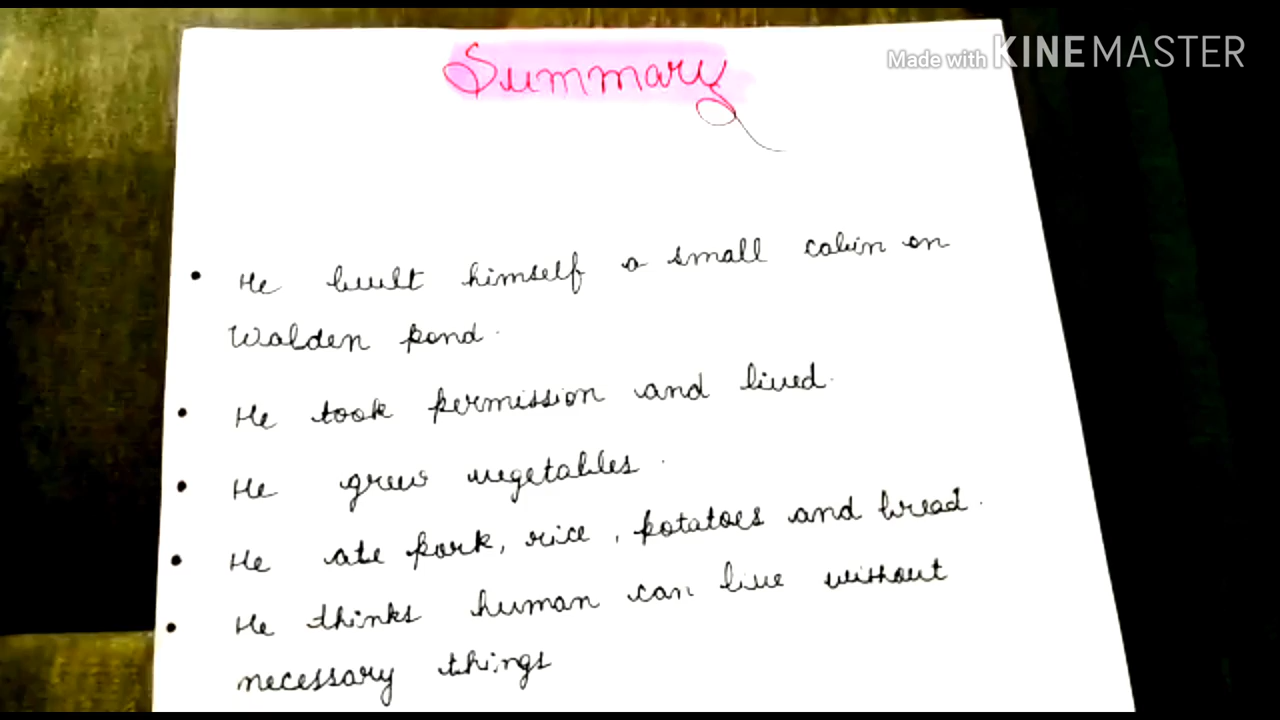 Made with KINEMASTER
Summary
• He built himself a small cabin on
Walden pond.
• He took permission and lived.
• He grew vegetables.
• He ate pork, rice, potatoes and bread.
• He thinks human can live without
necessary things